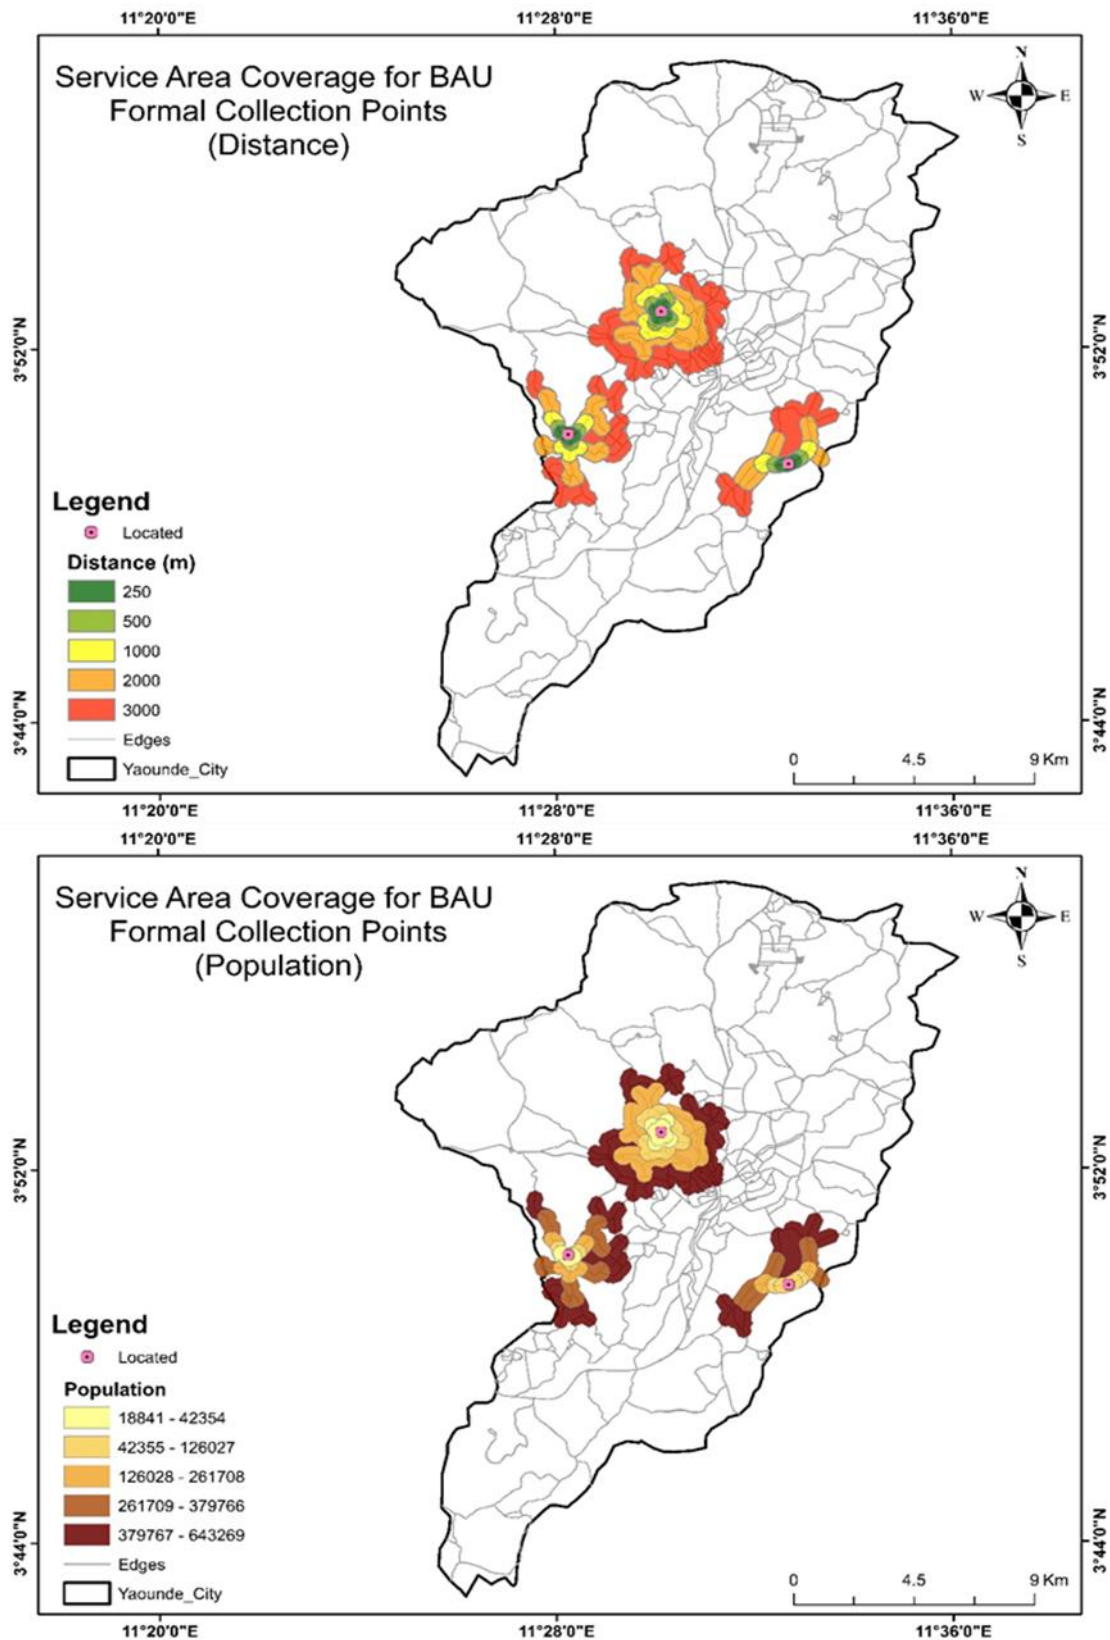 11°20'0"E 11°28'0"E 11°36'0"E
Service Area Coverage for BAU
Formal Collection Points
(Distance)
N
W E
S
3°52'0"N 3°52'0"N
Legend
Located
Distance (m)
250
500
1000
2000
3000
Edges
Yaounde_City
3°44'0"N 3°44'0"N
0 4.5 9 Km
11°20'0"E 11°28'0"E 11°36'0"E
11°20'0"E 11°28'0"E 11°36'0"E
Service Area Coverage for BAU
Formal Collection Points
(Population)
N
W E
S
3°52'0"N 3°52'0"N
Legend
Located
Population
18841 - 42354
42355 - 126027
126028 - 261708
261709 - 379766
379767 - 643269
Edges
Yaounde_City
3°44'0"N 3°44'0"N
0 4.5 9 Km
11°20'0"E 11°28'0"E 11°36'0"E